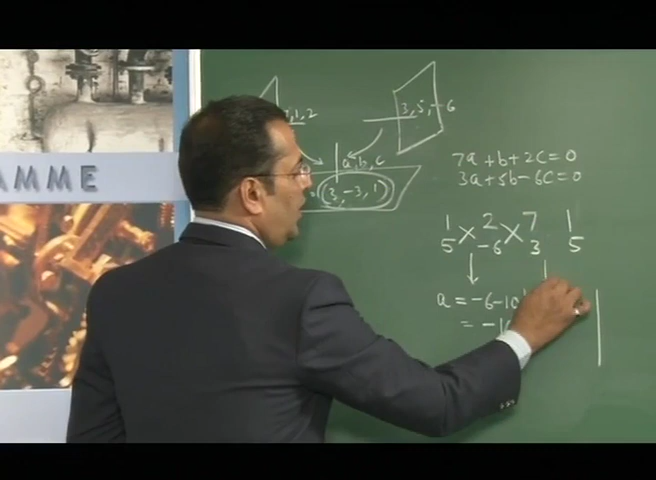 AMME
1, 2
3, 5, -6
a, b, c
= (3, -3, 1)
7a + b + 2c = 0
3a + 5b - 6c = 0
1 2 7 1
5 × -6 × 3 5
a = -6 - 10
= -1